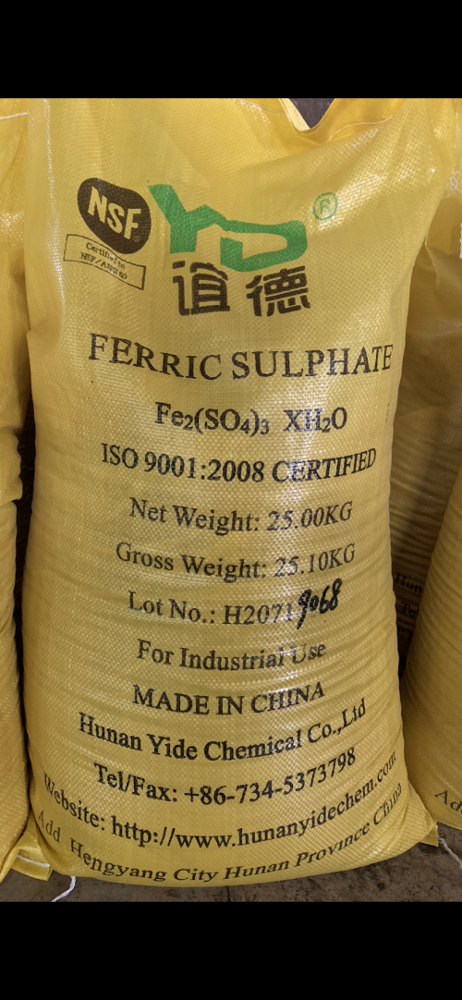 NSF
Certified to
NSF/ANSI 60
YD®
谊德
FERRIC SULPHATE
Fe₂(SO₄)₃ XH₂O
ISO 9001:2008 CERTIFIED
Net Weight: 25.00KG
Gross Weight: 25.10KG
Lot No.: H20719068
For Industrial Use
MADE IN CHINA
Hunan Yide Chemical Co.,Ltd
Tel/Fax: +86-734-5373798
Website: http://www.hunanyidechem.com
Add Hengyang City Hunan Province China